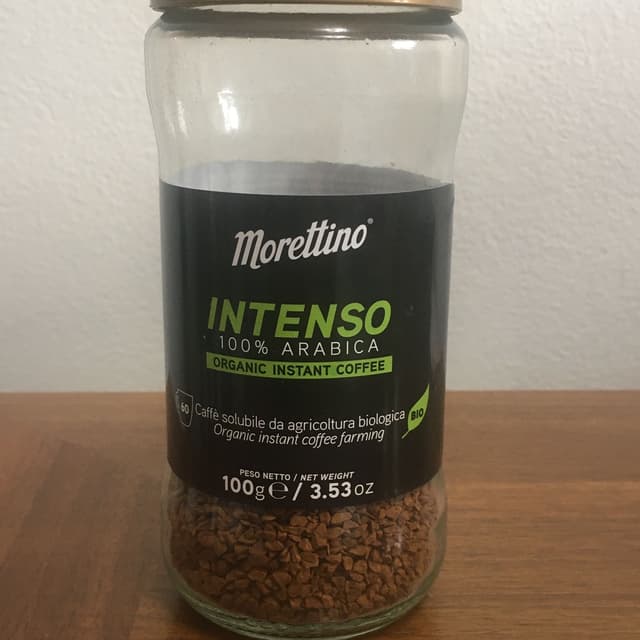 Morettino®
INTENSO
100% ARABICA
ORGANIC INSTANT COFFEE
60
Caffè solubile da agricoltura biologica
BIO
Organic instant coffee farming
PESO NETTO / NET WEIGHT
100g ℮ / 3.53 oz